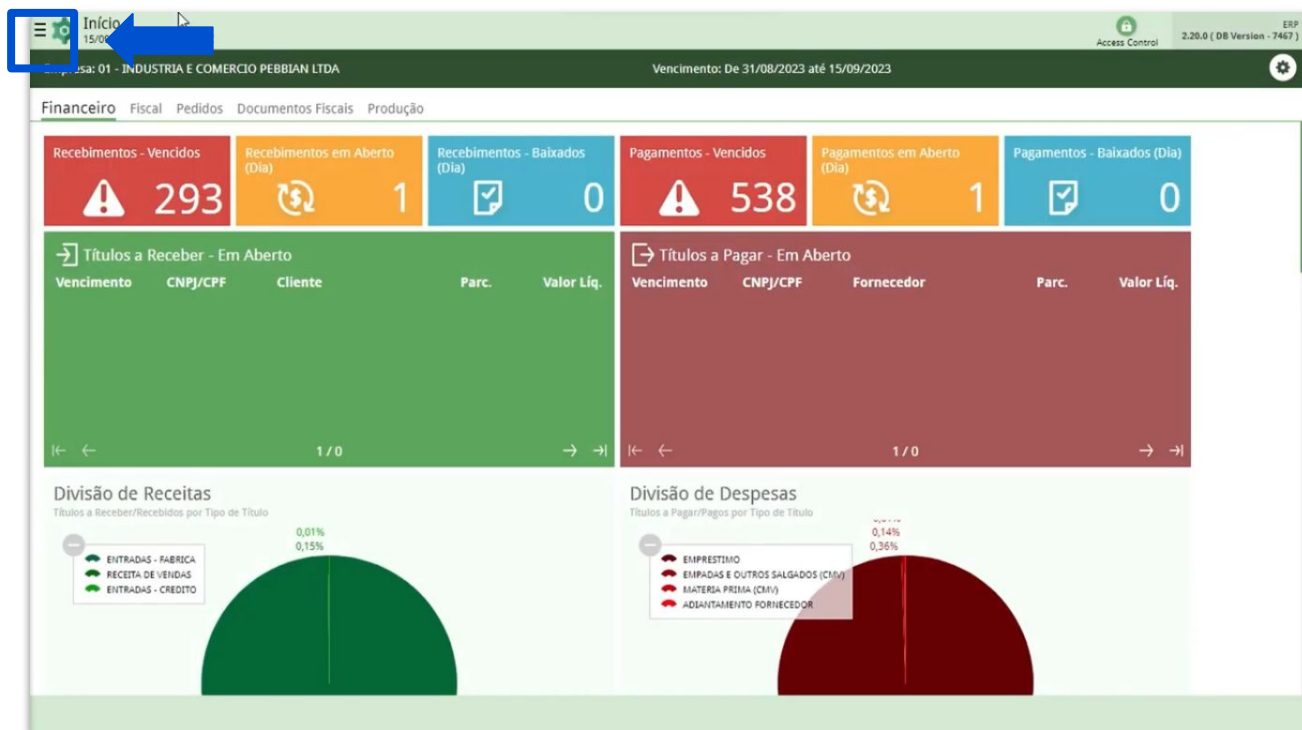 Início
15/09
Access Control
ERP
2.20.0 ( DB Version - 7467 )
Empresa: 01 - INDUSTRIA E COMERCIO PEBBIAN LTDA
Vencimento: De 31/08/2023 até 15/09/2023
Financeiro Fiscal Pedidos Documentos Fiscais Produção
Recebimentos - Vencidos
293
Recebimentos em Aberto
(Dia)
1
Recebimentos - Baixados
(Dia)
0
Pagamentos - Vencidos
538
Pagamentos em Aberto
(Dia)
1
Pagamentos - Baixados (Dia)
0
Títulos a Receber - Em Aberto
Vencimento CNPJ/CPF Cliente Parc. Valor Líq.
1 / 0
Títulos a Pagar - Em Aberto
Vencimento CNPJ/CPF Fornecedor Parc. Valor Líq.
1 / 0
Divisão de Receitas
Títulos a Receber/Recebidos por Tipo de Título
0,01%
0,15%
ENTRADAS - FABRICA
RECEITA DE VENDAS
ENTRADAS - CREDITO
Divisão de Despesas
Títulos a Pagar/Pagos por Tipo de Título
0,14%
0,36%
EMPRESTIMO
EMPADAS E OUTROS SALGADOS (CMV)
MATERIA PRIMA (CMV)
ADIANTAMENTO FORNECEDOR